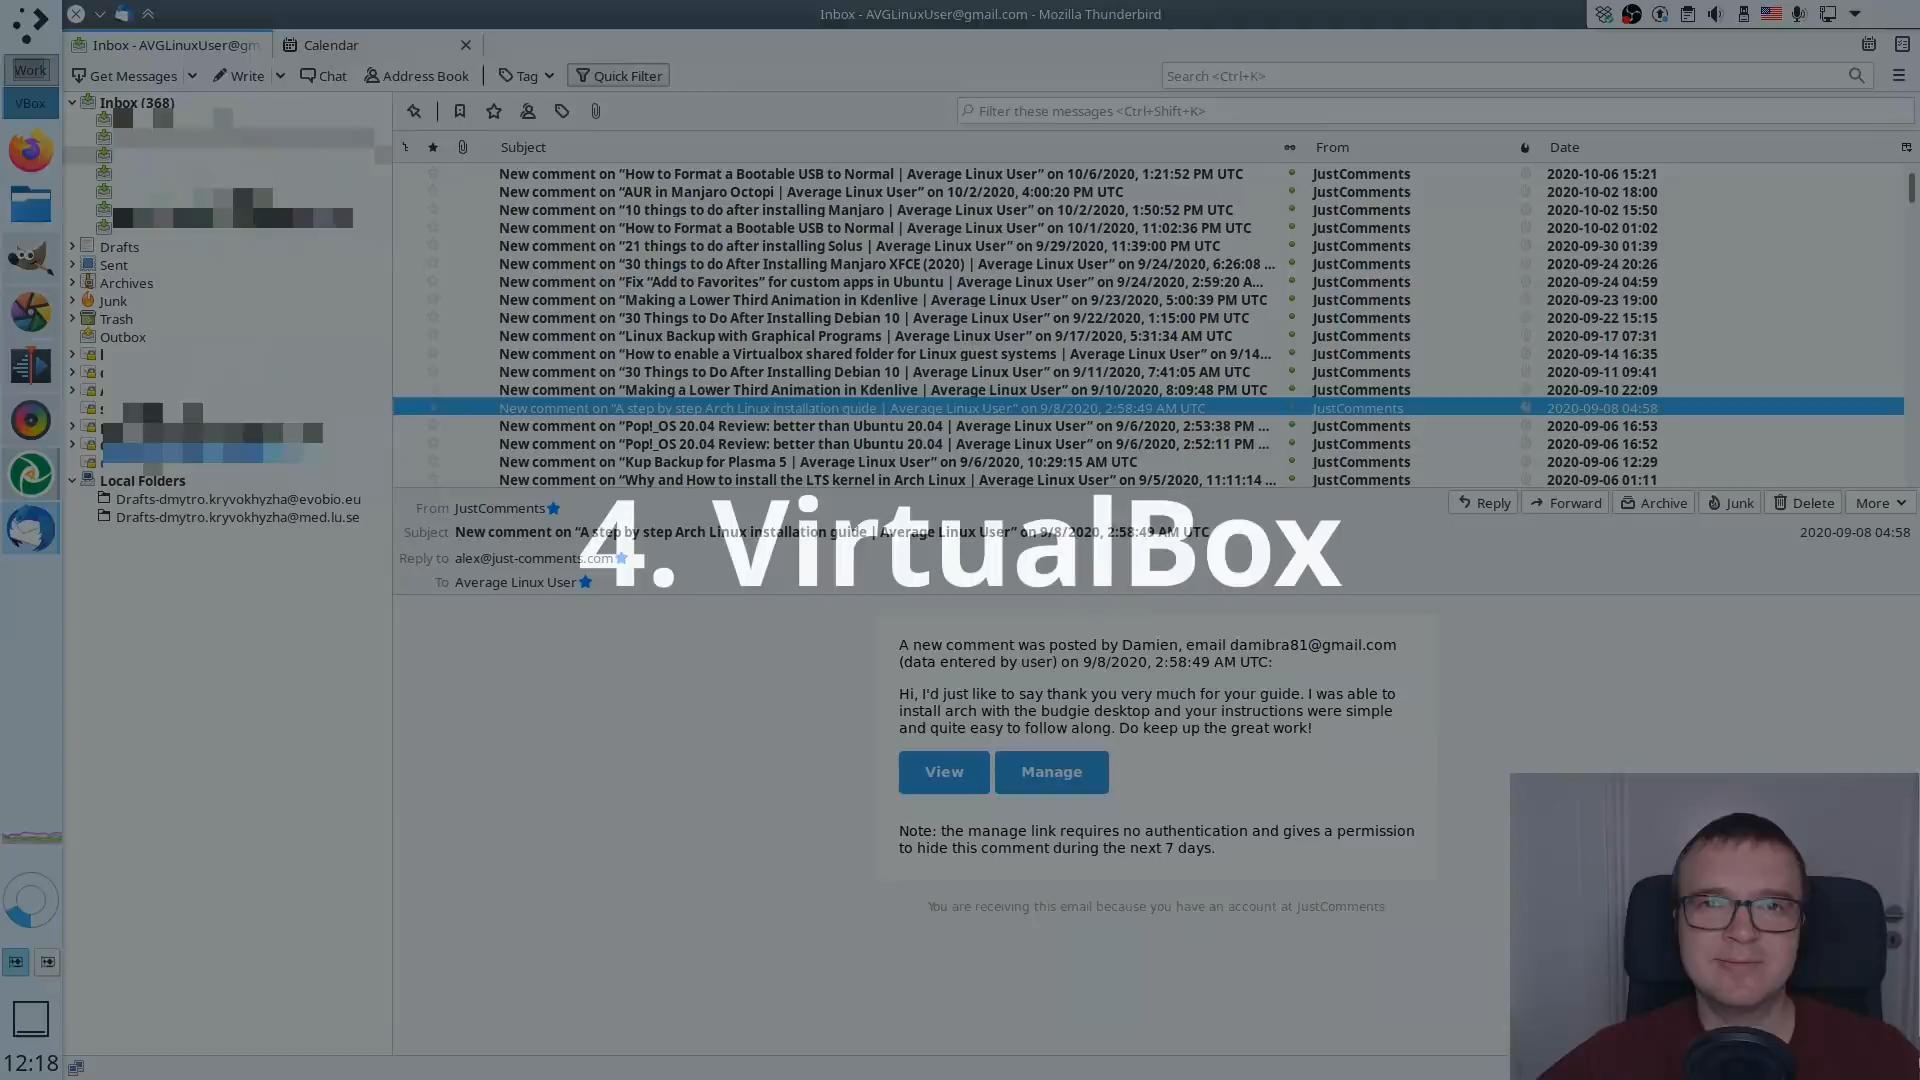 Inbox - AVGLinuxUser@gmail.com - Mozilla Thunderbird
Inbox - AVGLinuxUser@gm
Calendar
Work
VBox
Get Messages
Write
Chat
Address Book
Tag
Quick Filter
Search <Ctrl+K>
Filter these messages <Ctrl+Shift+K>
Inbox (368)
Drafts
Sent
Archives
Junk
Trash
Outbox
Local Folders
Drafts-dmytro.kryvokhyzha@evobio.eu
Drafts-dmytro.kryvokhyzha@med.lu.se
Subject From Date
New comment on “How to Format a Bootable USB to Normal | Average Linux User” on 10/6/2020, 1:21:52 PM UTC JustComments 2020-10-06 15:21
New comment on “AUR in Manjaro Octopi | Average Linux User” on 10/2/2020, 4:00:20 PM UTC JustComments 2020-10-02 18:00
New comment on “10 things to do after installing Manjaro | Average Linux User” on 10/2/2020, 1:50:52 PM UTC JustComments 2020-10-02 15:50
New comment on “How to Format a Bootable USB to Normal | Average Linux User” on 10/1/2020, 11:02:36 PM UTC JustComments 2020-10-02 01:02
New comment on “21 things to do after installing Solus | Average Linux User” on 9/29/2020, 11:39:00 PM UTC JustComments 2020-09-30 01:39
New comment on “30 things to do After Installing Manjaro XFCE (2020) | Average Linux User” on 9/24/2020, 6:26:08 ... JustComments 2020-09-24 20:26
New comment on “Fix “Add to Favorites” for custom apps in Ubuntu | Average Linux User” on 9/24/2020, 2:59:20 A... JustComments 2020-09-24 04:59
New comment on “Making a Lower Third Animation in Kdenlive | Average Linux User” on 9/23/2020, 5:00:39 PM UTC JustComments 2020-09-23 19:00
New comment on “30 Things to Do After Installing Debian 10 | Average Linux User” on 9/22/2020, 1:15:00 PM UTC JustComments 2020-09-22 15:15
New comment on “Linux Backup with Graphical Programs | Average Linux User” on 9/17/2020, 5:31:34 AM UTC JustComments 2020-09-17 07:31
New comment on “How to enable a Virtualbox shared folder for Linux guest systems | Average Linux User” on 9/14... JustComments 2020-09-14 16:35
New comment on “30 Things to Do After Installing Debian 10 | Average Linux User” on 9/11/2020, 7:41:05 AM UTC JustComments 2020-09-11 09:41
New comment on “Making a Lower Third Animation in Kdenlive | Average Linux User” on 9/10/2020, 8:09:48 PM UTC JustComments 2020-09-10 22:09
New comment on “A step by step Arch Linux installation guide | Average Linux User” on 9/8/2020, 2:58:49 AM UTC JustComments 2020-09-08 04:58
New comment on “Pop!_OS 20.04 Review: better than Ubuntu 20.04 | Average Linux User” on 9/6/2020, 2:53:38 PM ... JustComments 2020-09-06 16:53
New comment on “Pop!_OS 20.04 Review: better than Ubuntu 20.04 | Average Linux User” on 9/6/2020, 2:52:11 PM ... JustComments 2020-09-06 16:52
New comment on “Kup Backup for Plasma 5 | Average Linux User” on 9/6/2020, 10:29:15 AM UTC JustComments 2020-09-06 12:29
New comment on “Why and How to install the LTS kernel in Arch Linux | Average Linux User” on 9/5/2020, 11:11:14 ... JustComments 2020-09-06 01:11
From JustComments
Reply Forward Archive Junk Delete More
Subject New comment on “A step by step Arch Linux installation guide | Average Linux User” on 9/8/2020, 2:58:49 AM UTC 2020-09-08 04:58
Reply to alex@just-comments.com
To Average Linux User
4. VirtualBox
A new comment was posted by Damien, email damibra81@gmail.com
(data entered by user) on 9/8/2020, 2:58:49 AM UTC:
Hi, I'd just like to say thank you very much for your guide. I was able to
install arch with the budgie desktop and your instructions were simple
and quite easy to follow along. Do keep up the great work!
View Manage
Note: the manage link requires no authentication and gives a permission
to hide this comment during the next 7 days.
You are receiving this email because you have an account at JustComments
12:18